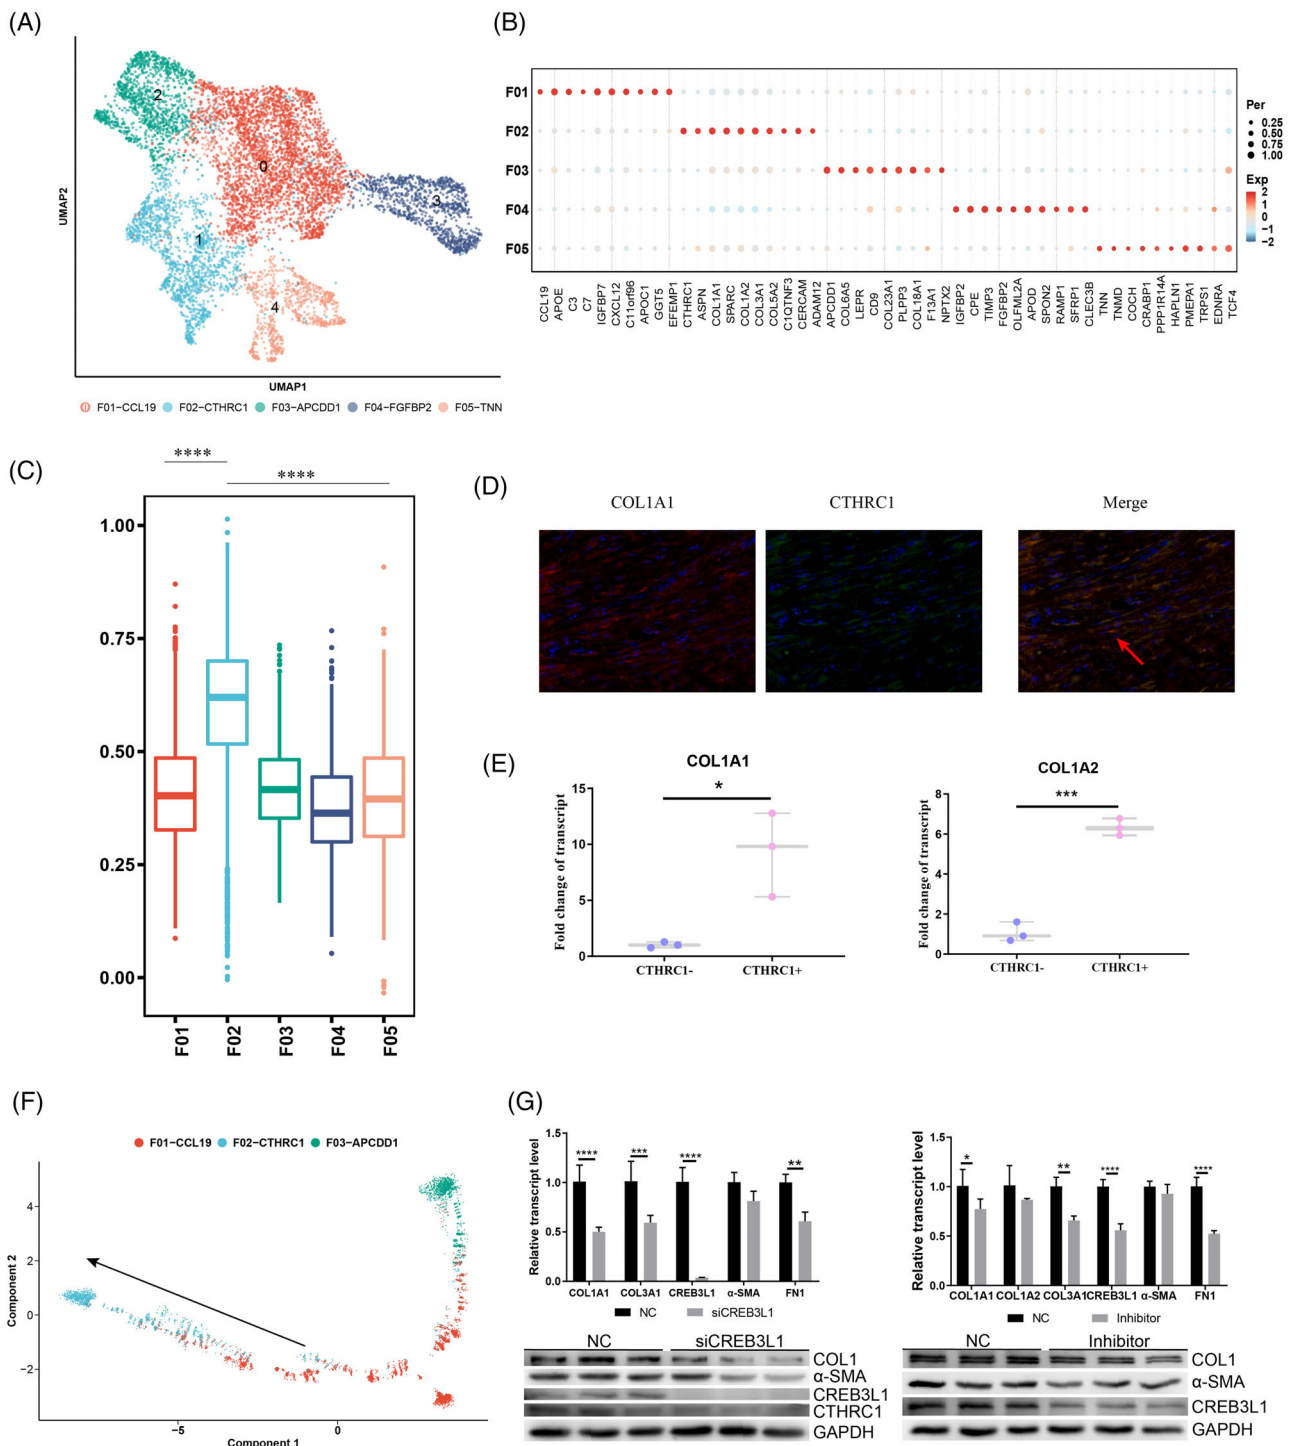 (A)
UMAP2
2
0
3
1
4
UMAP1
F01−CCL19 F02−CTHRC1 F03−APCDD1 F04−FGFBP2 F05−TNN
(B)
F01
F02
F03
F04
F05
CCL19 APOE C3 C7 IGFBP7 CXCL12 C11orf96 APOC1 GGT5 EFEMP1 CTHRC1 ASPN COL1A1 SPARC COL1A2 COL3A1 COL5A2 C1QTNF3 CERCAM ADAM12 APCDD1 COL6A5 LEPR CD9 COL23A1 PLPP3 COL18A1 F13A1 NPTX2 IGFBP2 CPE TIMP3 FGFBP2 OLFML2A APOD SPON2 RAMP1 SFRP1 CLEC3B TNN TNMD COCH CRABP1 PPP1R14A HAPLN1 PMEPA1 TRPS1 EDNRA TCF4
Per
0.25
0.50
0.75
1.00
Exp
2
1
0
−1
−2
(C)
****
****
1.00
0.75
0.50
0.25
0.00
F01 F02 F03 F04 F05
(D)
COL1A1 CTHRC1 Merge
(E)
COL1A1
*
Fold change of transcript
15
10
5
0
CTHRC1- CTHRC1+
COL1A2
***
Fold change of transcript
8
6
4
2
0
CTHRC1- CTHRC1+
(F)
F01−CCL19 F02−CTHRC1 F03−APCDD1
Component 2
4
2
0
−2
−5 0
Component 1
(G)
Relative transcript level
1.5
1.0
0.5
0.0
**** *** **** **
COL1A1 COL3A1 CREB3L1 α-SMA FN1
NC siCREB3L1
NC siCREB3L1
COL1
α-SMA
CREB3L1
CTHRC1
GAPDH
Relative transcript level
1.5
1.0
0.5
0.0
* ** **** ****
COL1A1 COL1A2 COL3A1 CREB3L1 α-SMA FN1
NC Inhibitor
NC Inhibitor
COL1
α-SMA
CREB3L1
GAPDH